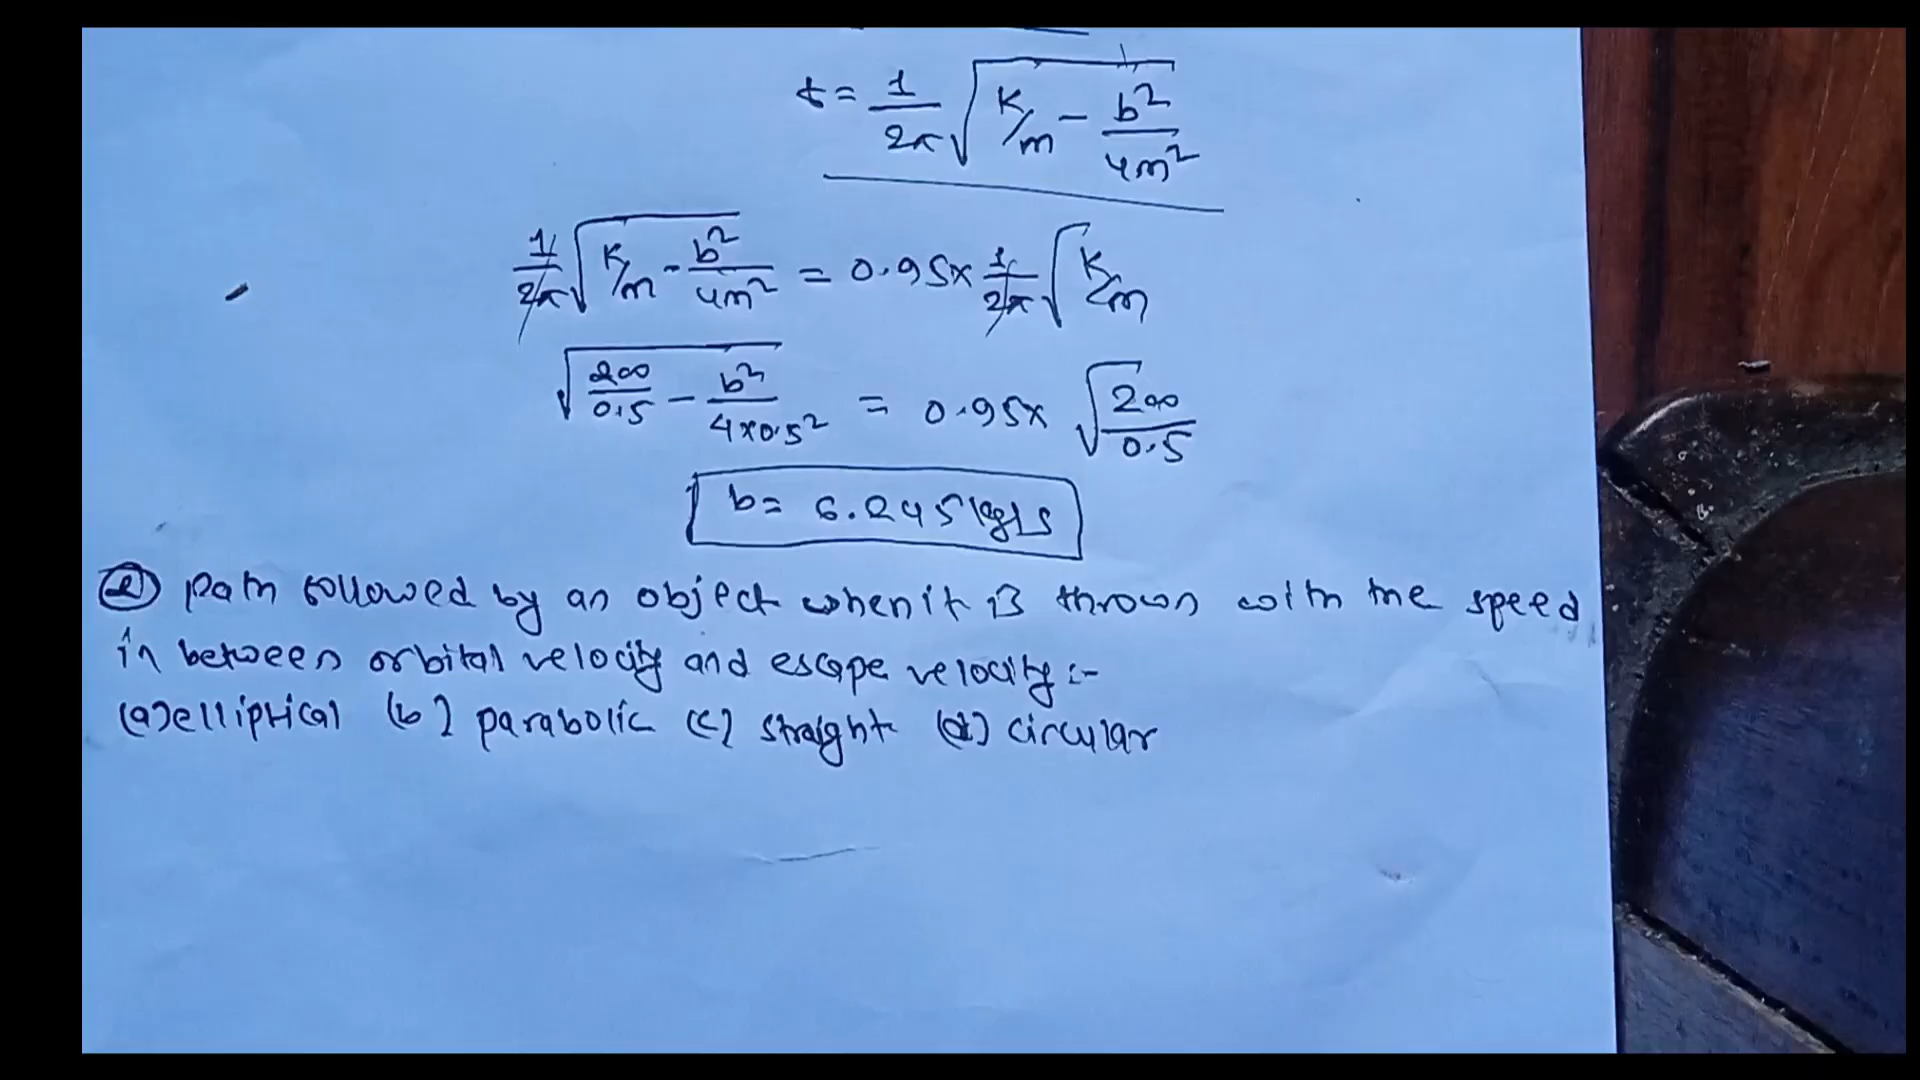 f = 1/2π √(K/m - b²/4m²)
1/2π √(K/m - b²/4m²) = 0.95 × 1/2π √(K/m)
√(200/0.5 - b²/4×0.5²) = 0.95 × √(200/0.5)
b = 6.245 kg/s
② Path followed by an object when it is thrown with the speed
in between orbital velocity and escape velocity :-
(a) elliptical (b) parabolic (c) straight (d) circular